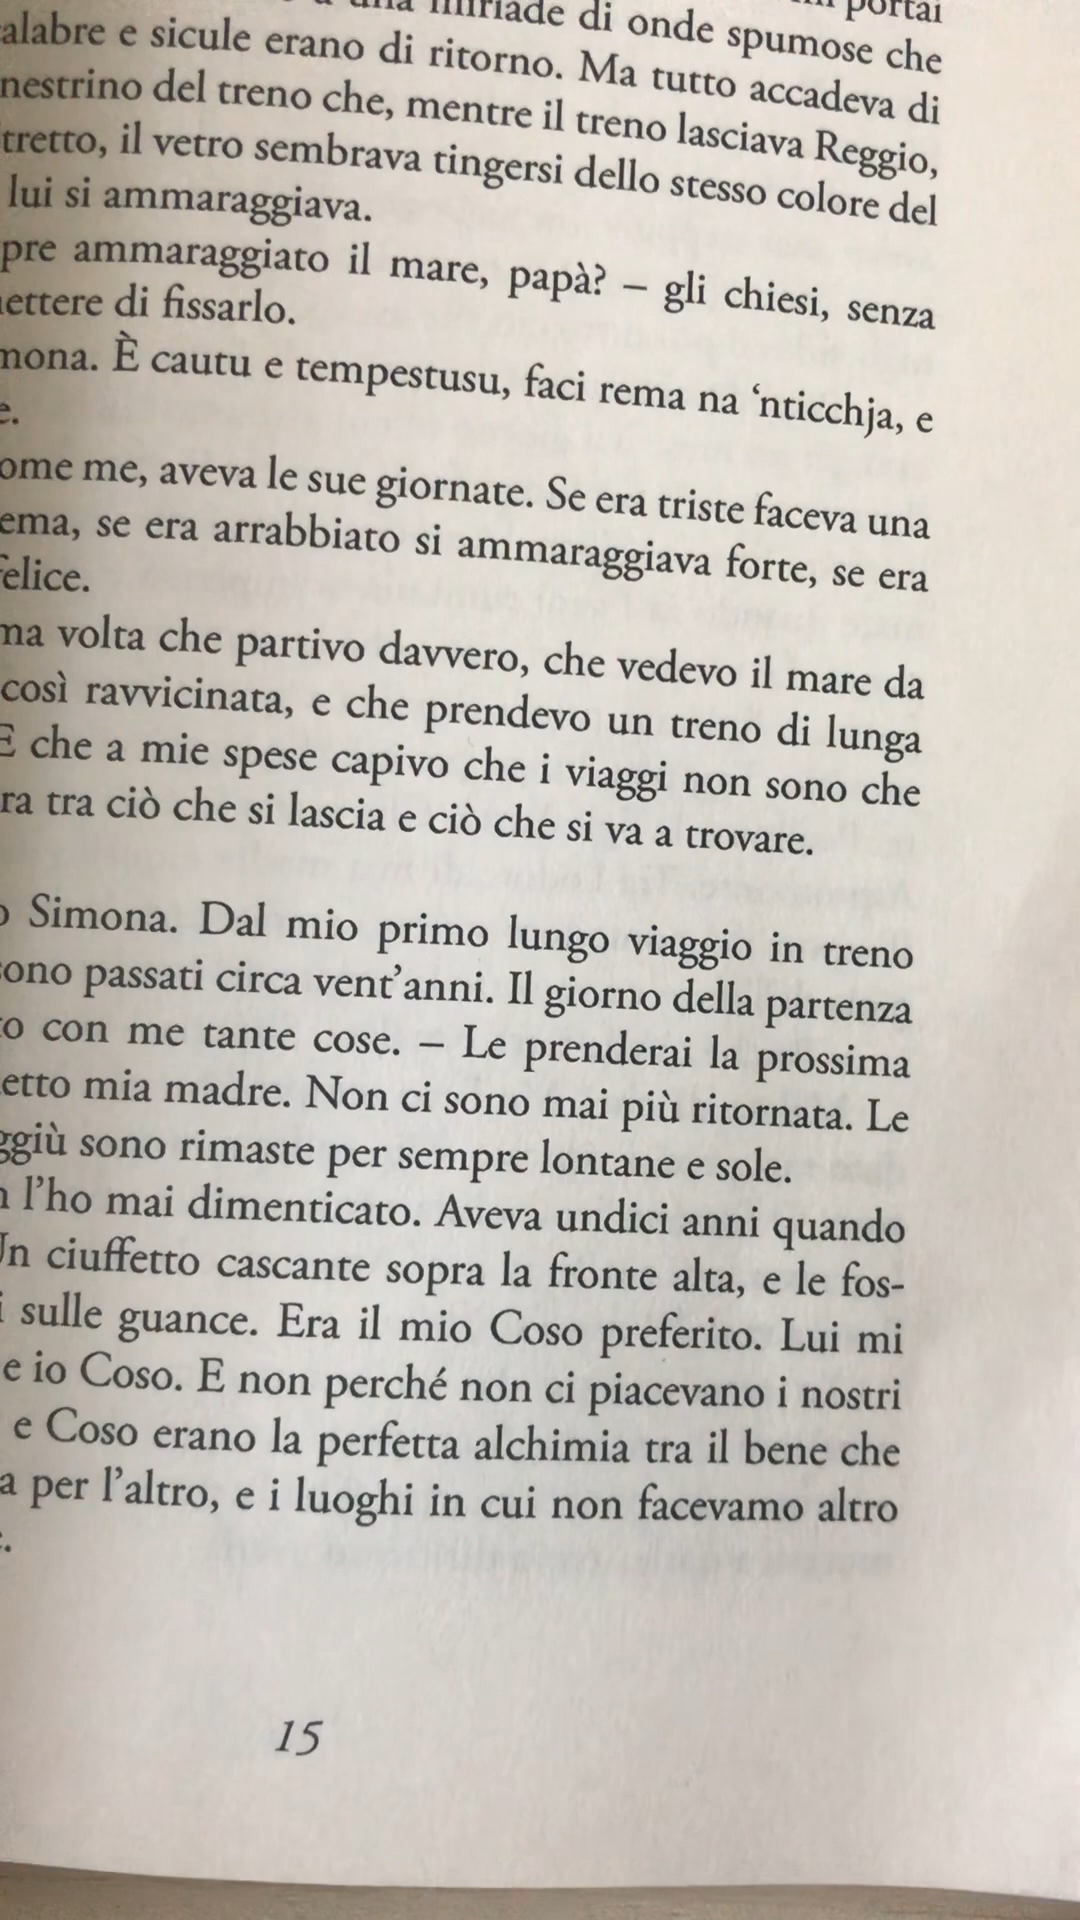 portai
una miriade di onde spumose che
alabre e sicule erano di ritorno. Ma tutto accadeva di
nestrino del treno che, mentre il treno lasciava Reggio,
tretto, il vetro sembrava tingersi dello stesso colore del
lui si ammaraggiava.
pre ammaraggiato il mare, papà? – gli chiesi, senza
ettere di fissarlo.
mona. È cautu e tempestusu, faci rema na ‘nticchja, e
e.
ome me, aveva le sue giornate. Se era triste faceva una
ema, se era arrabbiato si ammaraggiava forte, se era
felice.
ma volta che partivo davvero, che vedevo il mare da
così ravvicinata, e che prendevo un treno di lunga
E che a mie spese capivo che i viaggi non sono che
ra tra ciò che si lascia e ciò che si va a trovare.
o Simona. Dal mio primo lungo viaggio in treno
sono passati circa vent’anni. Il giorno della partenza
to con me tante cose. – Le prenderai la prossima
etto mia madre. Non ci sono mai più ritornata. Le
ggiù sono rimaste per sempre lontane e sole.
n l’ho mai dimenticato. Aveva undici anni quando
Un ciuffetto cascante sopra la fronte alta, e le fos-
i sulle guance. Era il mio Coso preferito. Lui mi
e io Coso. E non perché non ci piacevano i nostri
e Coso erano la perfetta alchimia tra il bene che
a per l’altro, e i luoghi in cui non facevamo altro
15